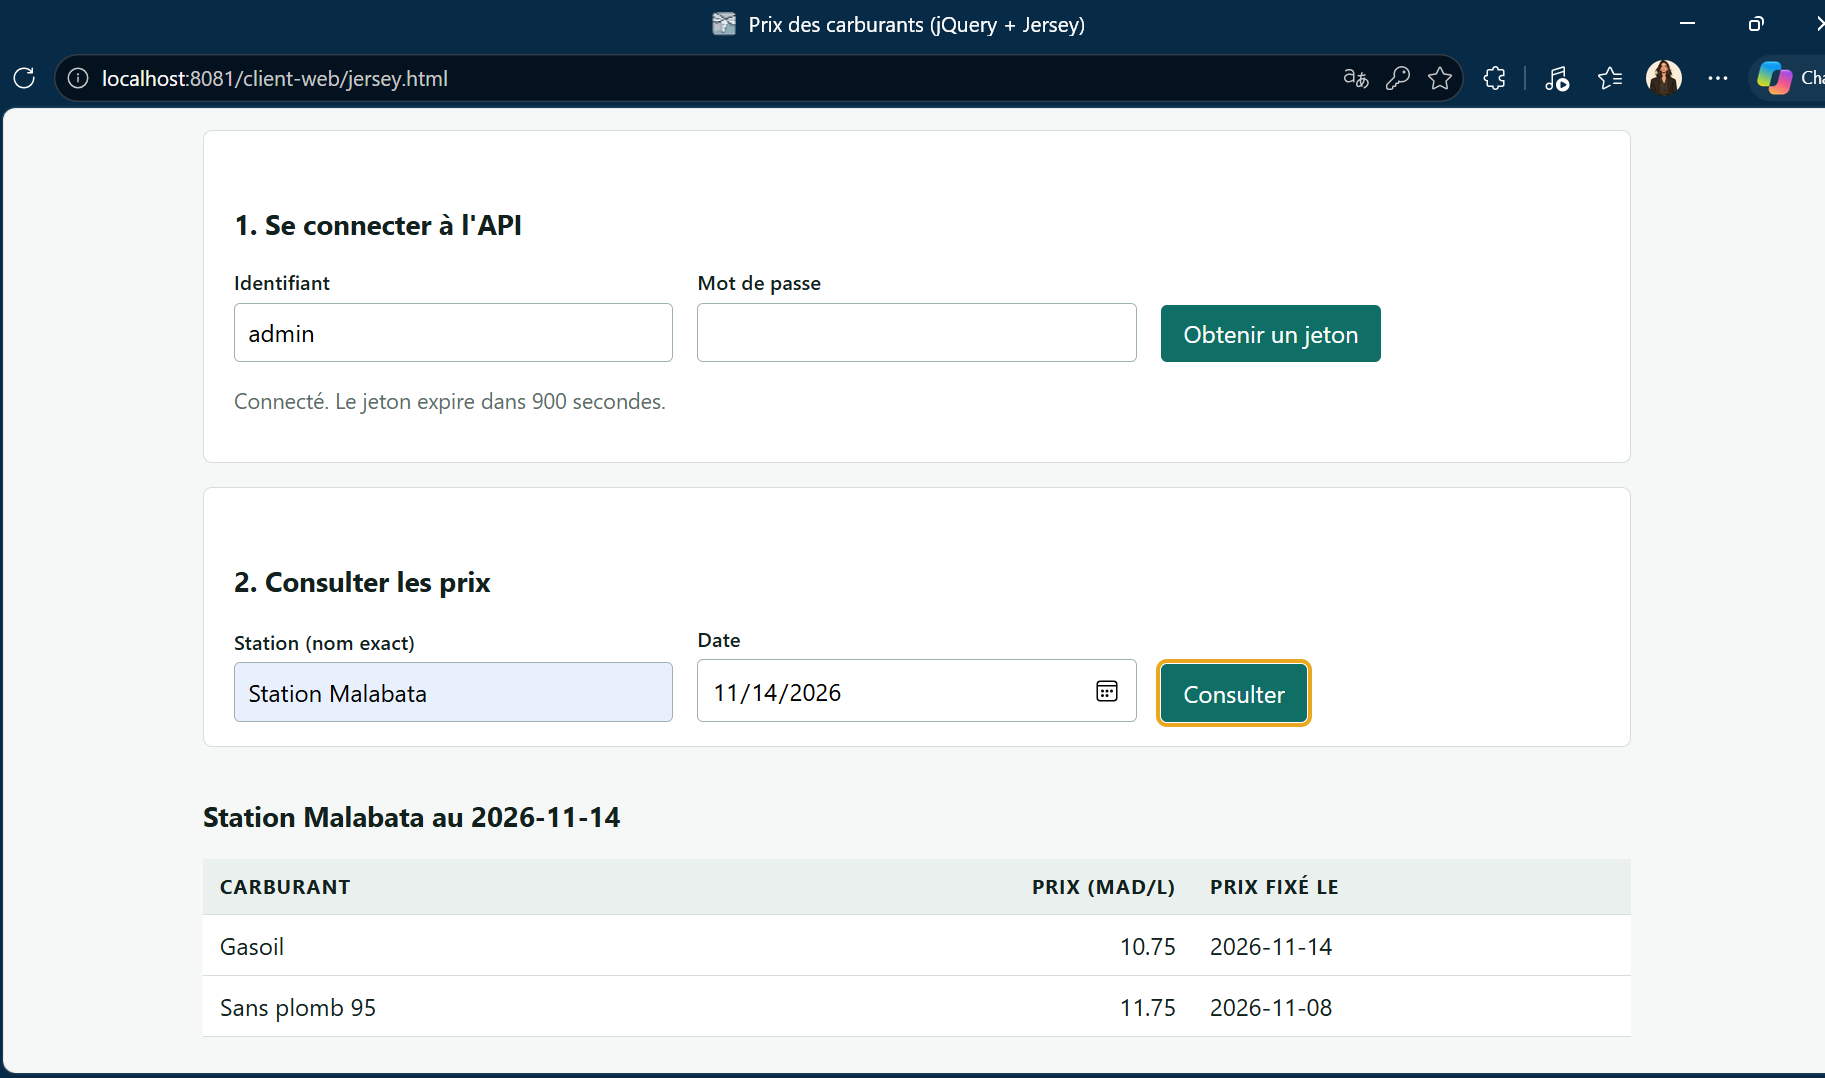 Prix des carburants (jQuery + Jersey)
localhost:8081/client-web/jersey.html
1. Se connecter à l'API
Identifiant
Mot de passe
admin
Obtenir un jeton
Connecté. Le jeton expire dans 900 secondes.
2. Consulter les prix
Station (nom exact)
Date
Station Malabata
11/14/2026
Consulter
Station Malabata au 2026-11-14
CARBURANT PRIX (MAD/L) PRIX FIXÉ LE
Gasoil 10.75 2026-11-14
Sans plomb 95 11.75 2026-11-08